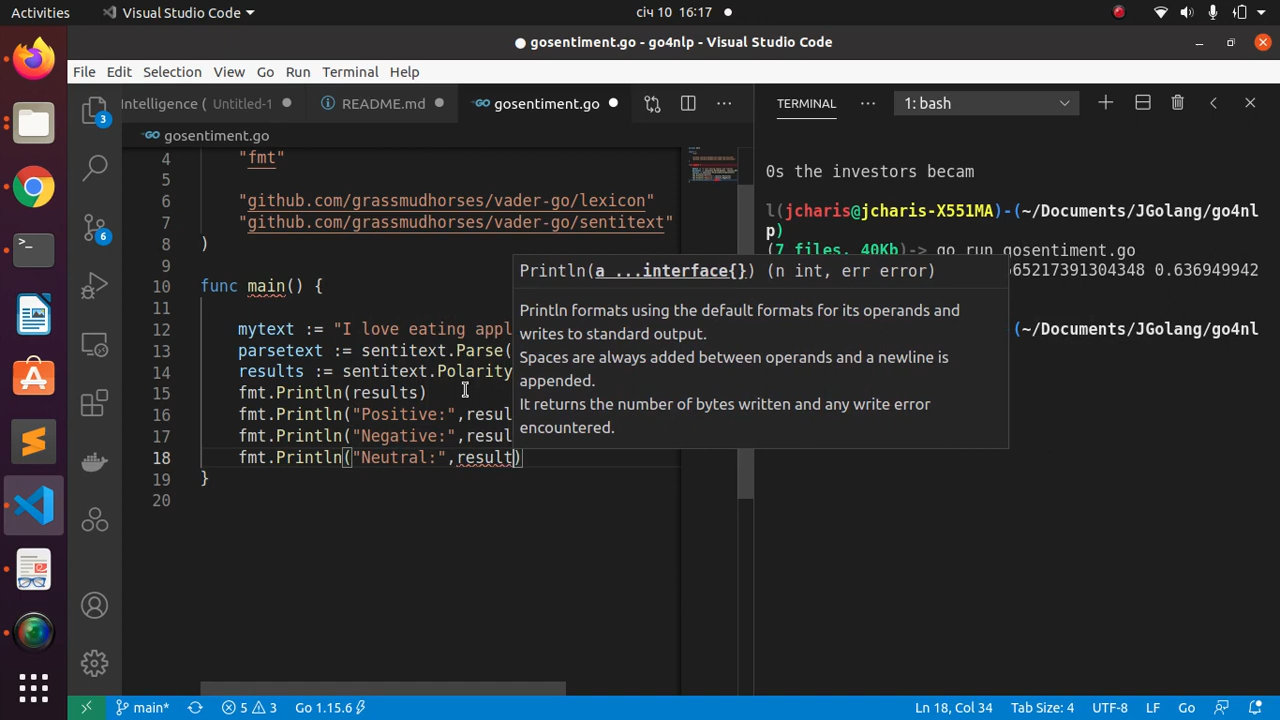 Activities
Visual Studio Code
січ 10 16:17
gosentiment.go - go4nlp - Visual Studio Code
File Edit Selection View Go Run Terminal Help
Intelligence ( Untitled-1
README.md
gosentiment.go
TERMINAL
1: bash
gosentiment.go
4 "fmt"
5
6 "github.com/grassmudhorses/vader-go/lexicon"
7 "github.com/grassmudhorses/vader-go/sentitext"
8 )
9
10 func main() {
11
12 mytext := "I love eating appl
13 parsetext := sentitext.Parse(
14 results := sentitext.Polarity
15 fmt.Println(results)
16 fmt.Println("Positive:",resul
17 fmt.Println("Negative:",resul
18 fmt.Println("Neutral:",result)
19 }
20
Println(a ...interface{}) (n int, err error)
Println formats using the default formats for its operands and
writes to standard output.
Spaces are always added between operands and a newline is
appended.
It returns the number of bytes written and any write error
encountered.
0s the investors becam
l(jcharis@jcharis-X551MA)-(~/Documents/JGolang/go4nl
p)
(7 files, 40Kb)-> go run gosentiment.go
65217391304348 0.636949942
(~/Documents/JGolang/go4nl
3
6
main*
5
3
Go 1.15.6
Ln 18, Col 34
Tab Size: 4
UTF-8
LF
Go